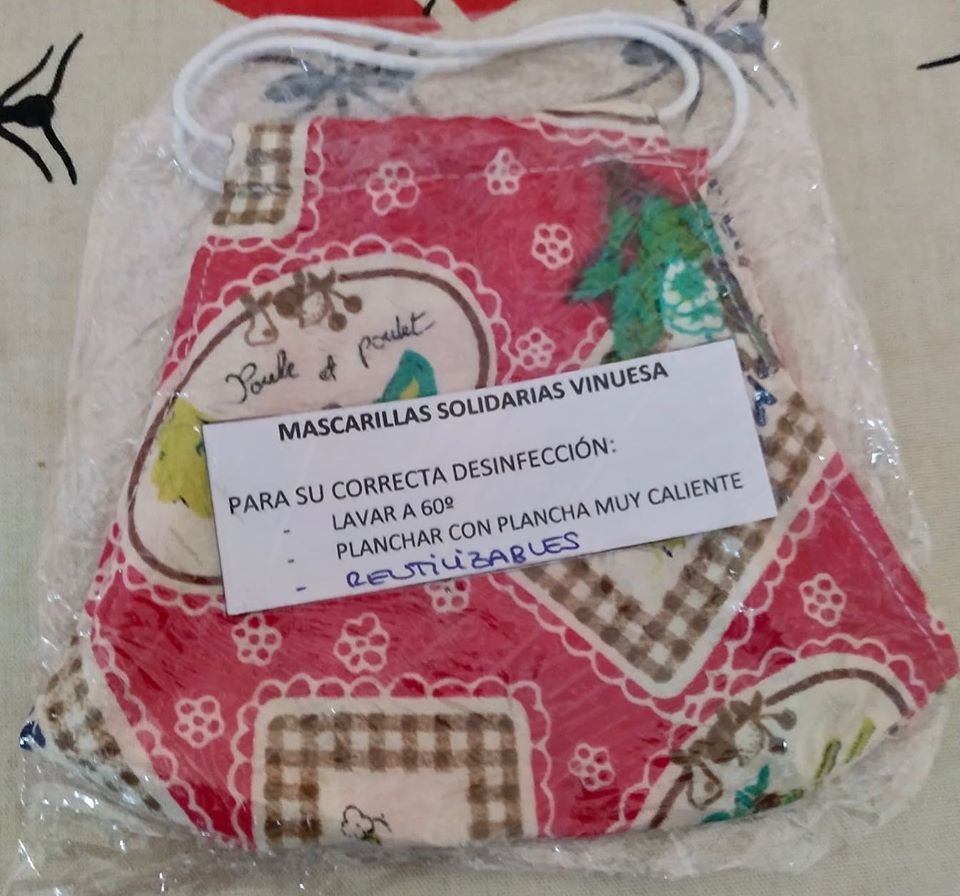 Poule et poulet
MASCARILLAS SOLIDARIAS VINUESA
PARA SU CORRECTA DESINFECCIÓN:
- LAVAR A 60º
- PLANCHAR CON PLANCHA MUY CALIENTE
- REUTILIZABLES